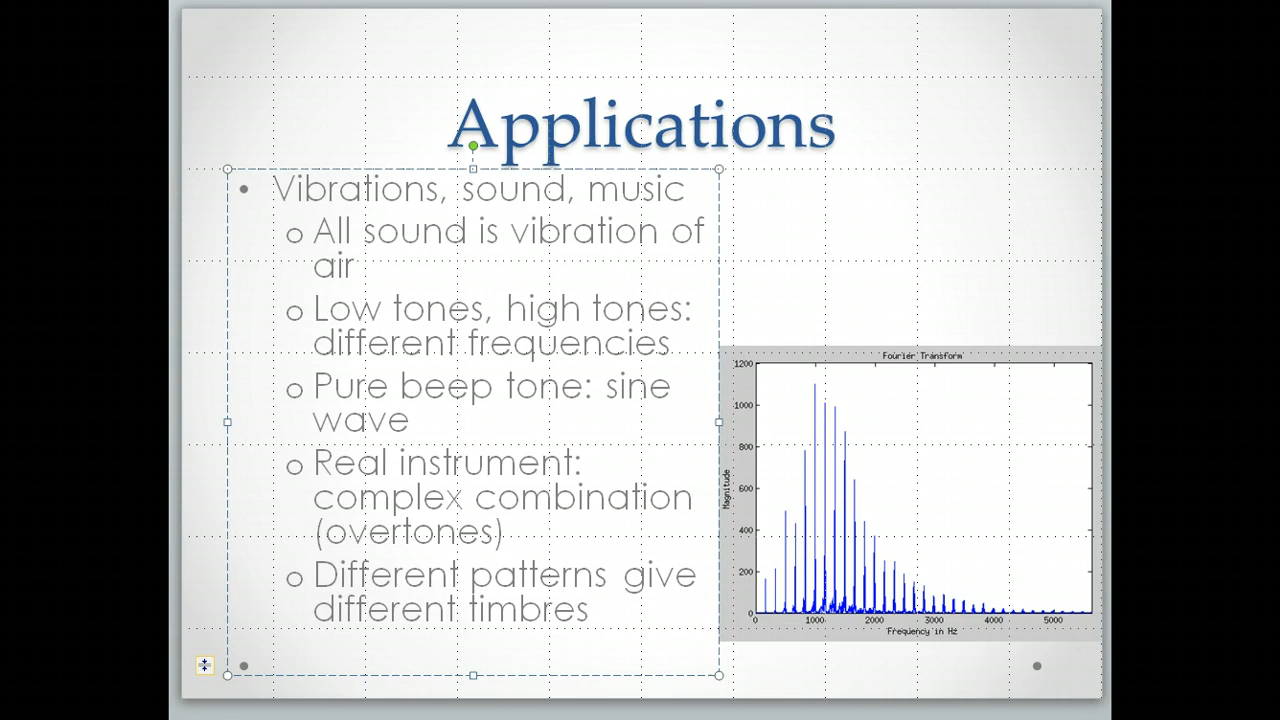 Applications
• Vibrations, sound, music
o All sound is vibration of
air
o Low tones, high tones:
different frequencies
o Pure beep tone: sine
wave
o Real instrument:
complex combination
(overtones)
o Different patterns give
different timbres
Fourier Transform
1200
1000
800
600
400
200
0
Magnitude
0 1000 2000 3000 4000 5000
Frequency in Hz